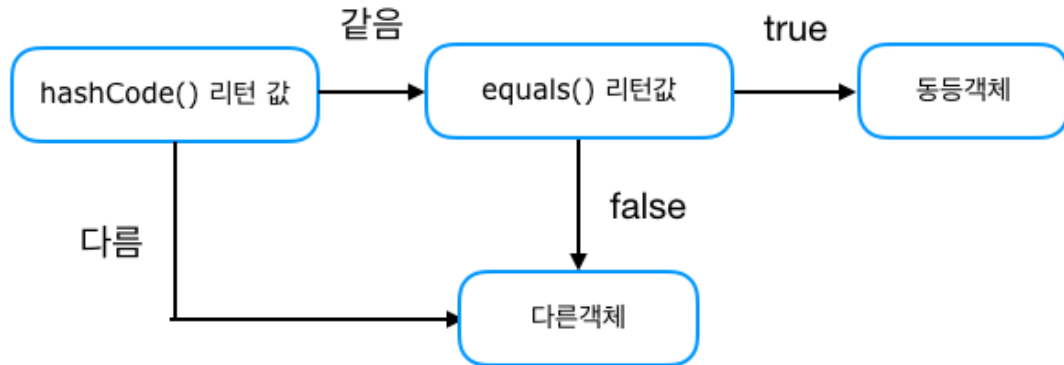 같음
true
hashCode() 리턴 값
equals() 리턴값
동등객체
다름
false
다른객체